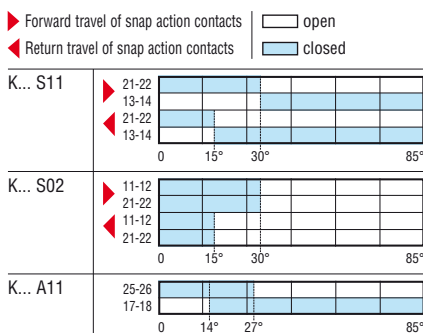 Forward travel of snap action contacts open
Return travel of snap action contacts closed
K... S11
21-22
13-14
21-22
13-14
0 15° 30° 85°
K... S02
11-12
21-22
11-12
21-22
0 15° 30° 85°
K... A11
25-26
17-18
0 14° 27° 85°